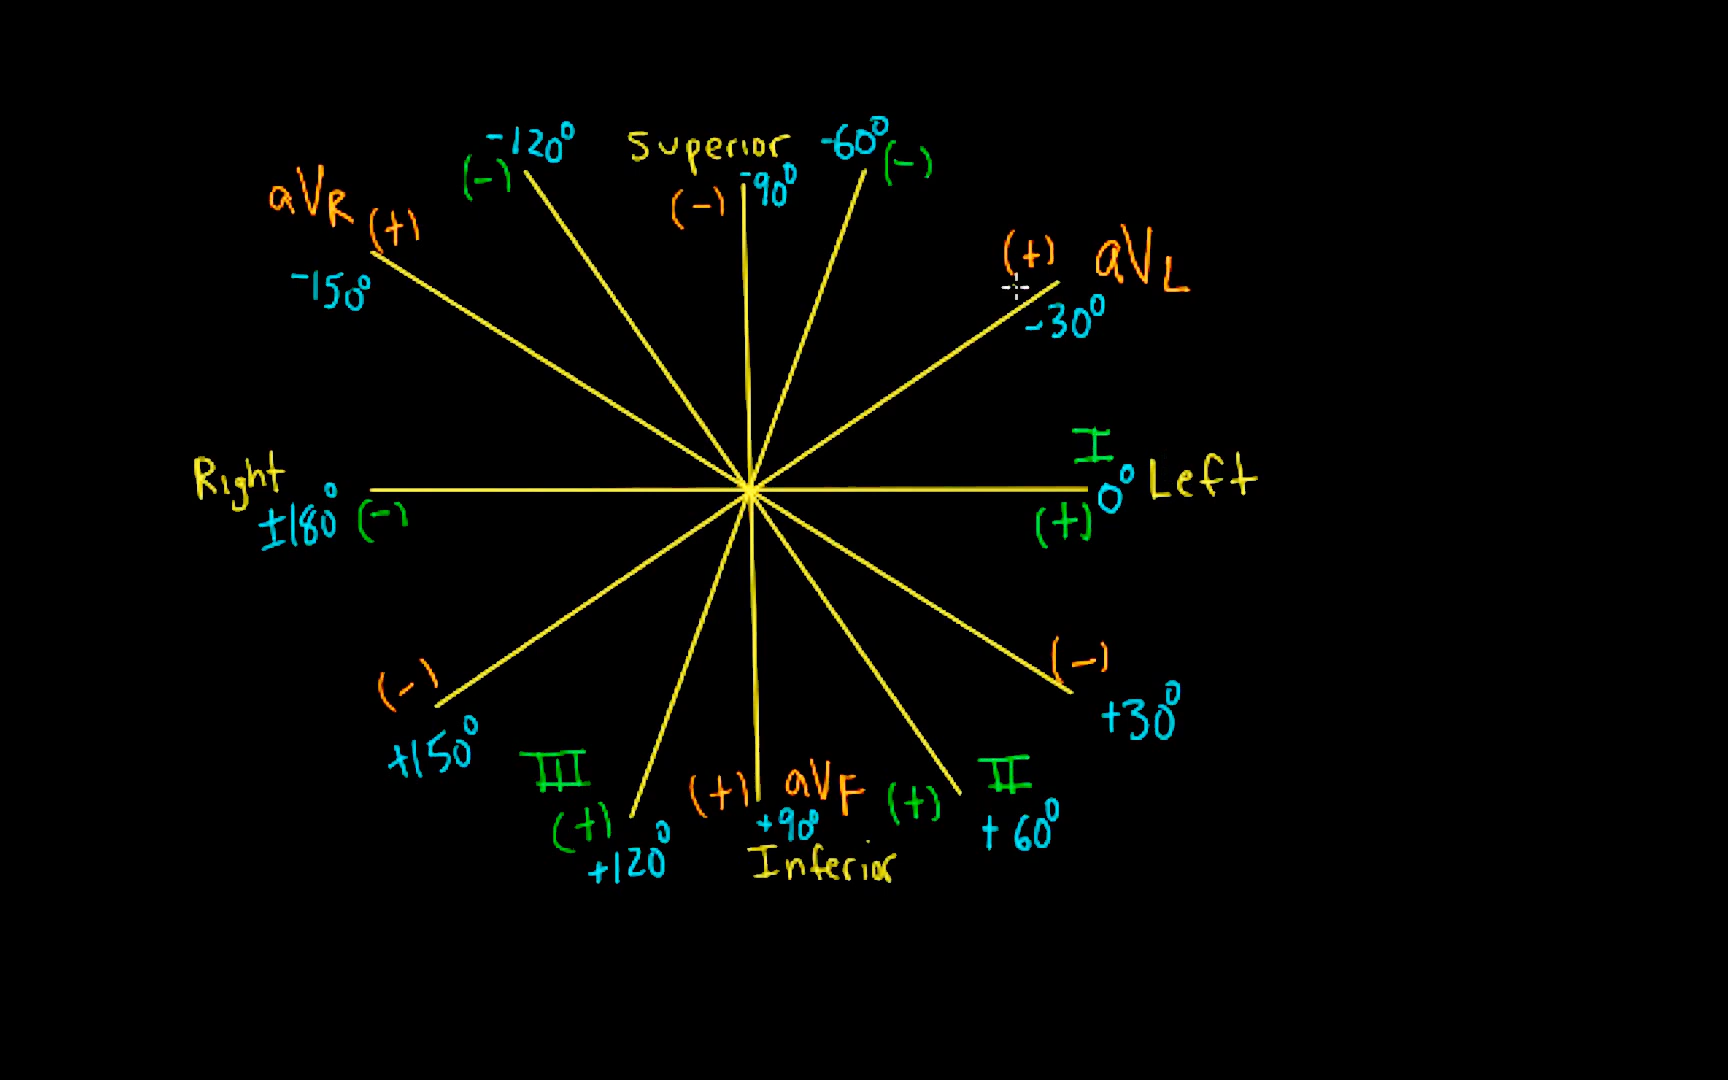 -120°
Superior
-60°
(-)
(-)
-90°
(-)
aVR
(+)
-150°
(+)
aVL
-30°
I
Right
0°
Left
±180°
(-)
(+)
(-)
+150°
(-)
+30°
III
(+)
+120°
(+)
aVF
+90°
Inferior
II
(+)
+60°